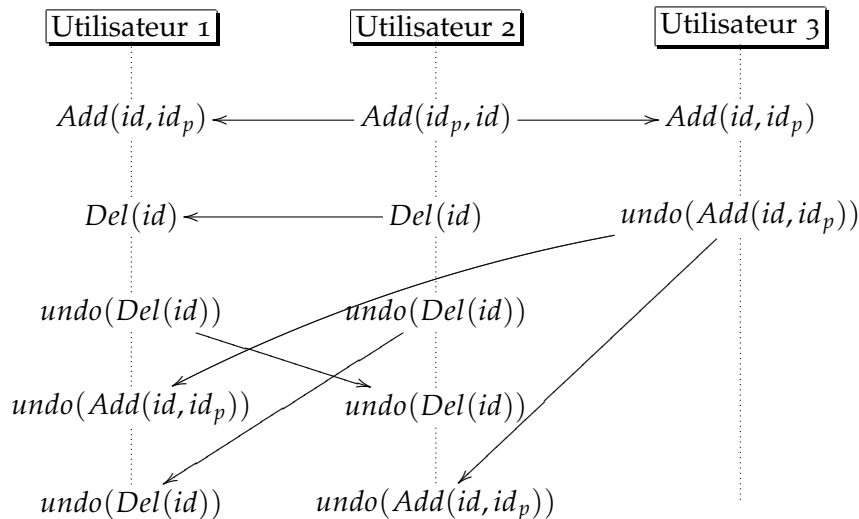 Utilisateur 1 Utilisateur 2 Utilisateur 3
Add(id, id_p) Add(id_p, id) Add(id, id_p)
Del(id) Del(id) undo(Add(id, id_p))
undo(Del(id)) undo(Del(id))
undo(Add(id, id_p)) undo(Del(id))
undo(Del(id)) undo(Add(id, id_p))